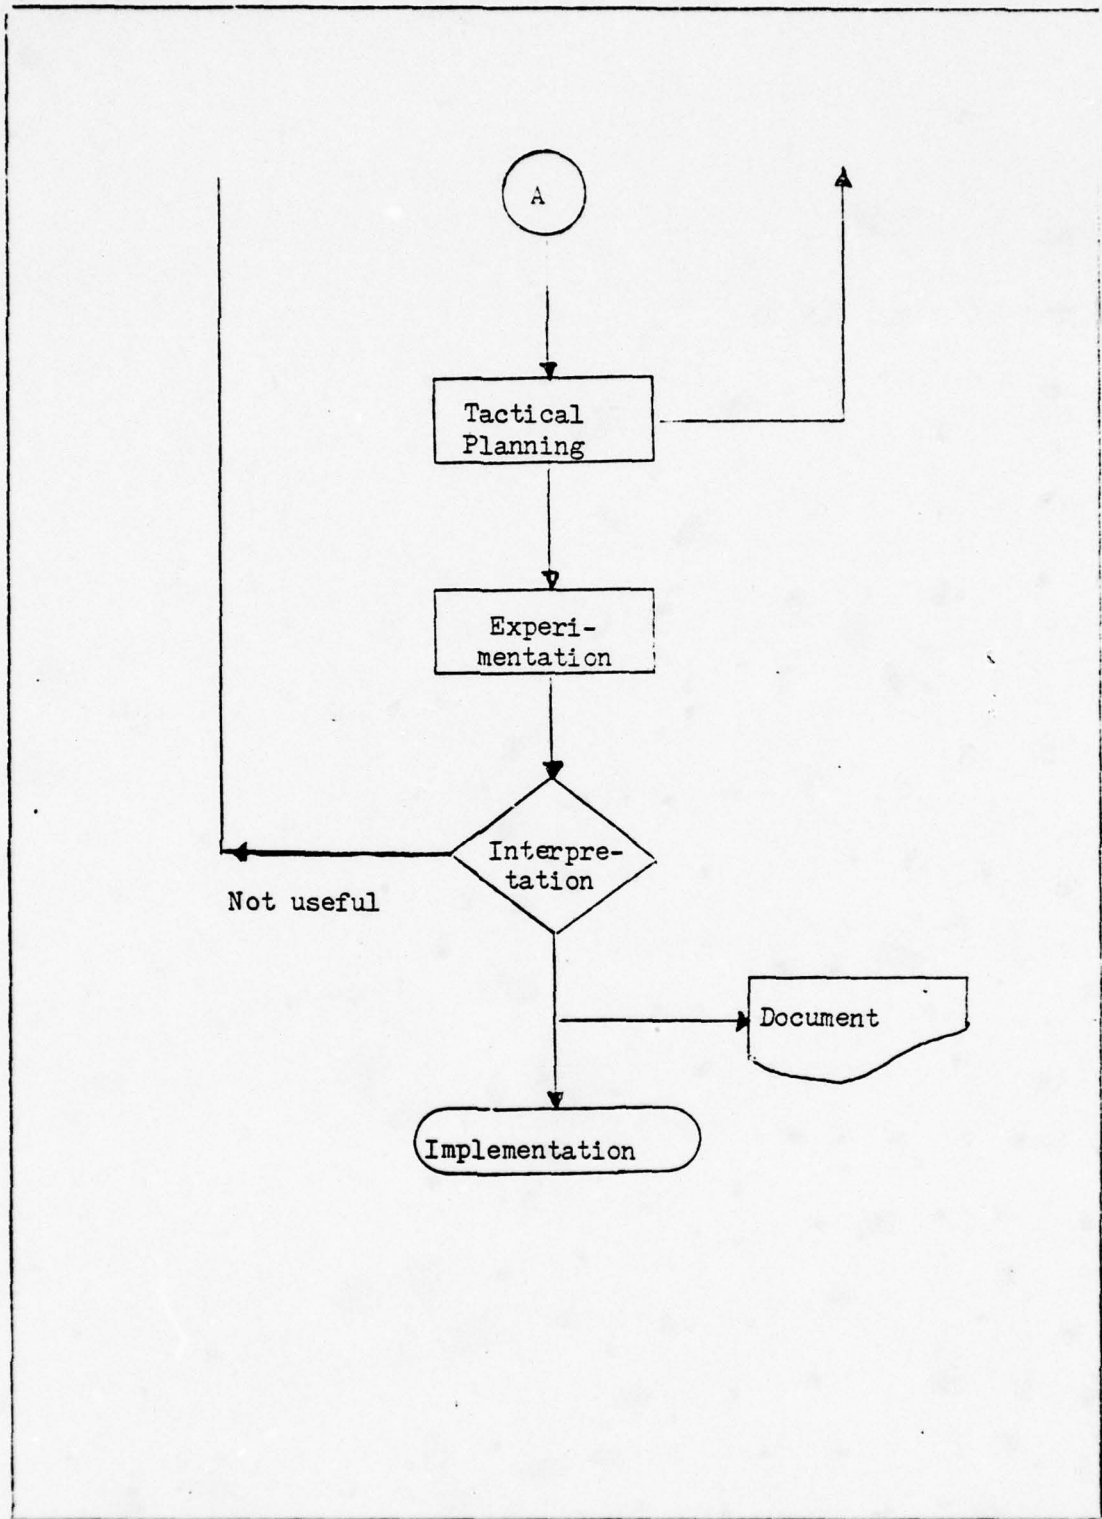 A
Tactical
Planning
Experi-
mentation
Interpre-
tation
Not useful
Document
Implementation